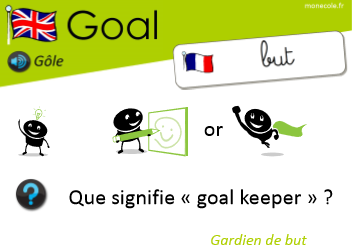 monecole.fr
Goal
Gôle
but
or
Que signifie « goal keeper » ?
Gardien de but